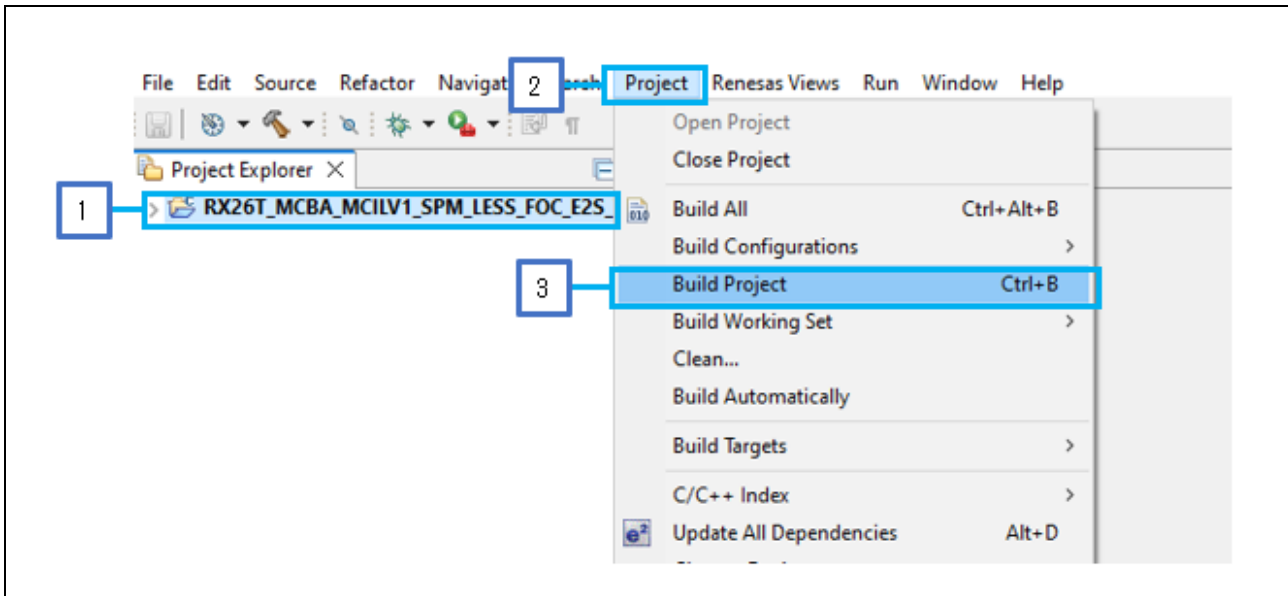 File Edit Source Refactor Navigat 2 Project Renesas Views Run Window Help
Open Project
Project Explorer
Close Project
1 RX26T_MCBA_MCILV1_SPM_LESS_FOC_E2S_
Build All Ctrl+Alt+B
Build Configurations >
3 Build Project Ctrl+B
Build Working Set >
Clean...
Build Automatically
Build Targets >
C/C++ Index >
e² Update All Dependencies Alt+D